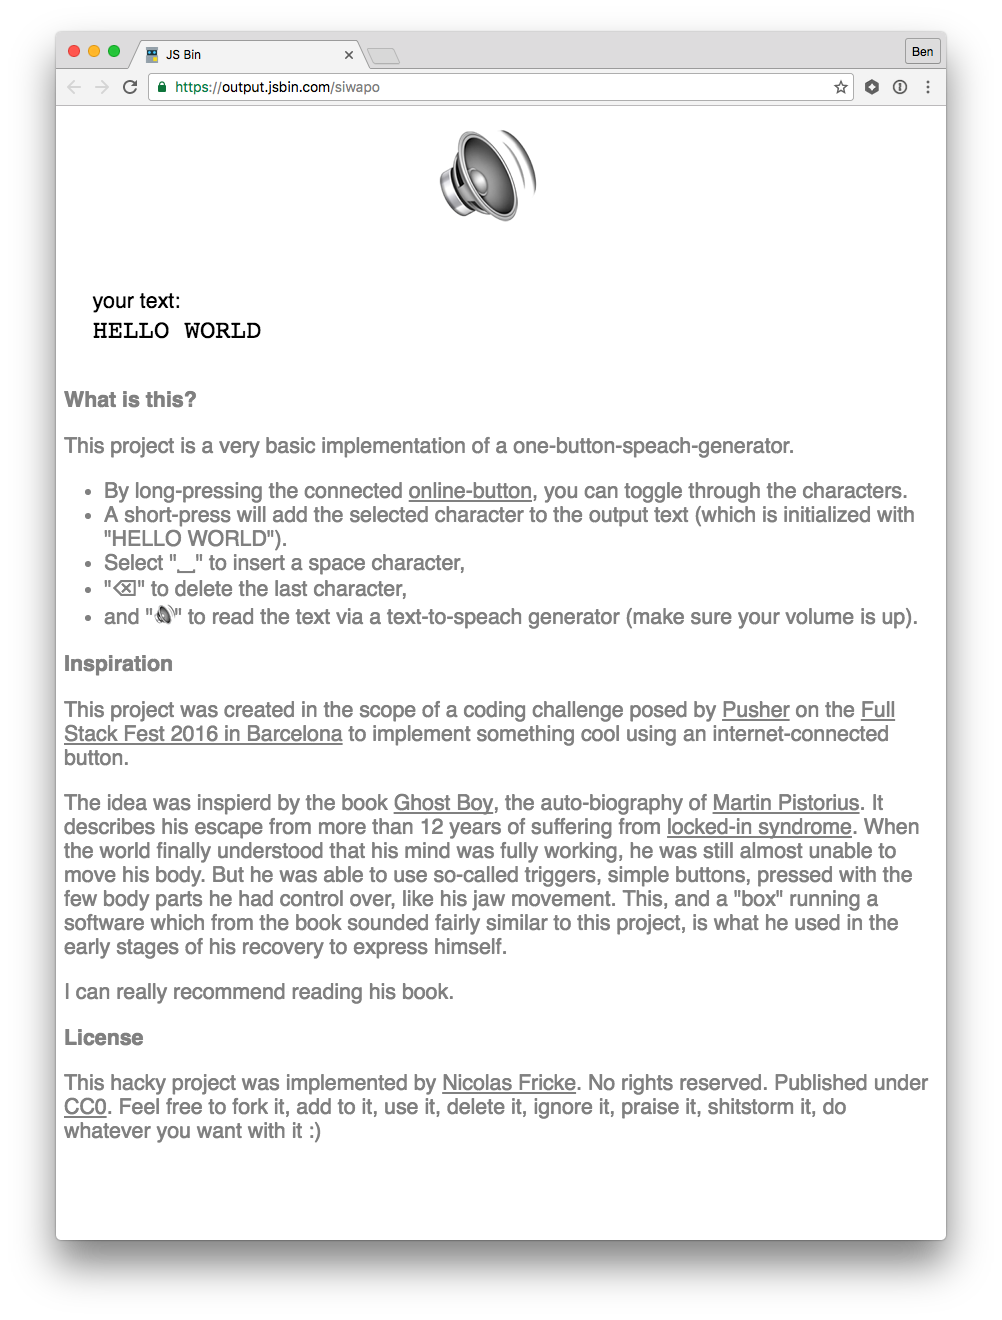 JS Bin
Ben
https://output.jsbin.com/siwapo
your text:
HELLO WORLD
What is this?
This project is a very basic implementation of a one-button-speach-generator.
• By long-pressing the connected online-button, you can toggle through the characters.
• A short-press will add the selected character to the output text (which is initialized with
"HELLO WORLD").
• Select "⎵" to insert a space character,
• "⌫" to delete the last character,
• and "🔊" to read the text via a text-to-speach generator (make sure your volume is up).
Inspiration
This project was created in the scope of a coding challenge posed by Pusher on the Full
Stack Fest 2016 in Barcelona to implement something cool using an internet-connected
button.
The idea was inspierd by the book Ghost Boy, the auto-biography of Martin Pistorius. It
describes his escape from more than 12 years of suffering from locked-in syndrome. When
the world finally understood that his mind was fully working, he was still almost unable to
move his body. But he was able to use so-called triggers, simple buttons, pressed with the
few body parts he had control over, like his jaw movement. This, and a "box" running a
software which from the book sounded fairly similar to this project, is what he used in the
early stages of his recovery to express himself.
I can really recommend reading his book.
License
This hacky project was implemented by Nicolas Fricke. No rights reserved. Published under
CC0. Feel free to fork it, add to it, use it, delete it, ignore it, praise it, shitstorm it, do
whatever you want with it :)